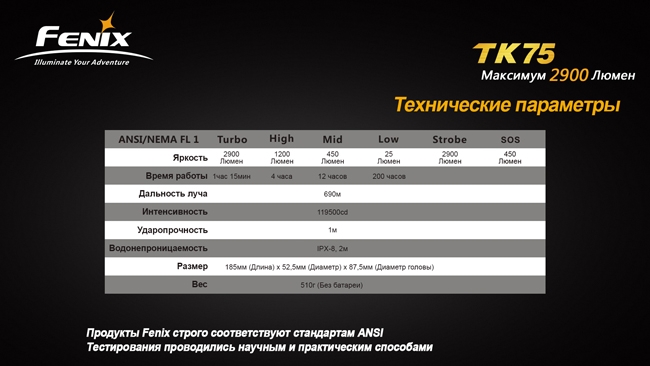 FENIX
Illuminate Your Adventure
TK75
Максимум 2900 Люмен
Технические параметры
ANSI/NEMA FL 1 Turbo High Mid Low Strobe SOS
Яркость 2900 Люмен 1200 Люмен 450 Люмен 25 Люмен 2900 Люмен 450 Люмен
Время работы 1час 15мин 4 часа 12 часов 200 часов
Дальность луча 690м
Интенсивность 119500cd
Ударопрочность 1м
Водонепроницаемость IPX-8, 2м
Размер 185мм (Длина) x 52,5мм (Диаметр) x 87,5мм (Диаметр головы)
Вес 510г (Без батареи)
Продукты Fenix строго соответствуют стандартам ANSI
Тестирования проводились научным и практическим способами